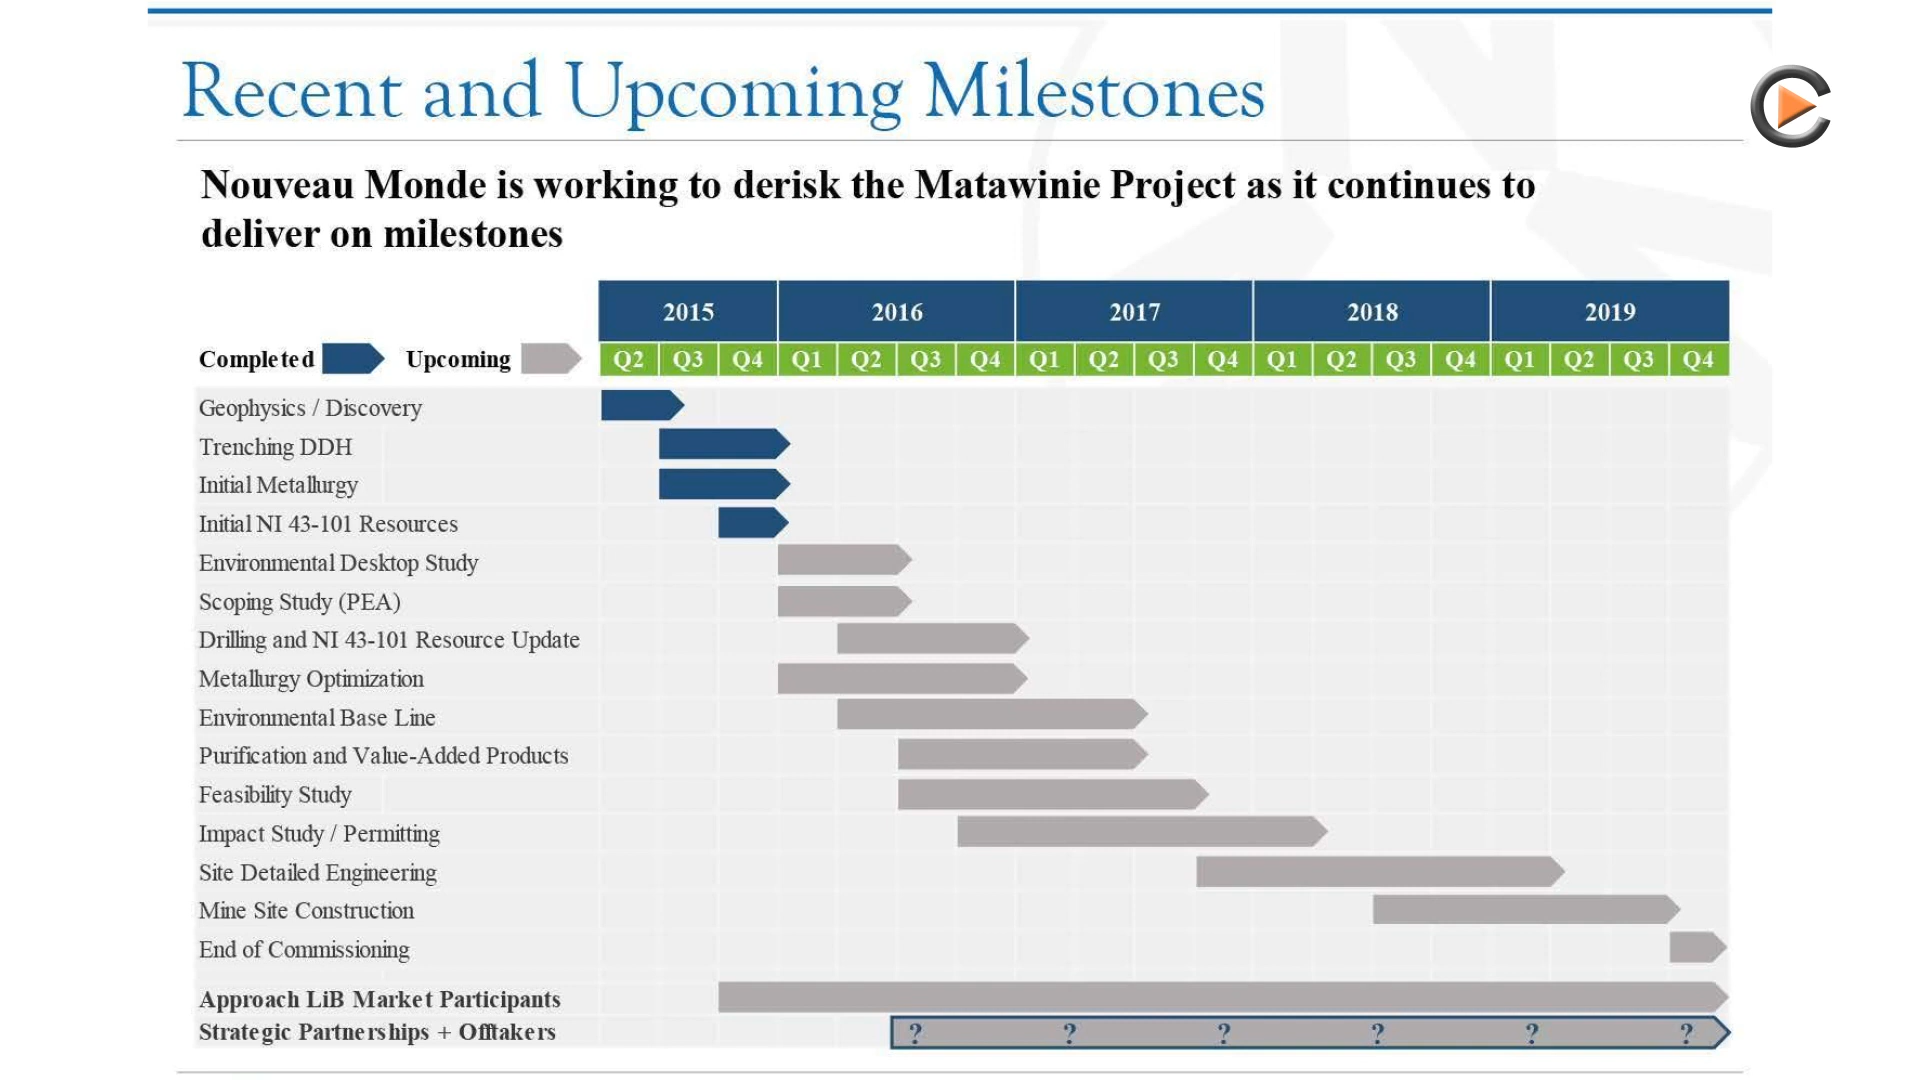 Recent and Upcoming Milestones
Nouveau Monde is working to derisk the Matawinie Project as it continues to
deliver on milestones
2015 2016 2017 2018 2019
Completed Upcoming Q2 Q3 Q4 Q1 Q2 Q3 Q4 Q1 Q2 Q3 Q4 Q1 Q2 Q3 Q4 Q1 Q2 Q3 Q4
Geophysics / Discovery
Trenching DDH
Initial Metallurgy
Initial NI 43-101 Resources
Environmental Desktop Study
Scoping Study (PEA)
Drilling and NI 43-101 Resource Update
Metallurgy Optimization
Environmental Base Line
Purification and Value-Added Products
Feasibility Study
Impact Study / Permitting
Site Detailed Engineering
Mine Site Construction
End of Commissioning
Approach LiB Market Participants
Strategic Partnerships + Offtakers ? ? ? ? ? ?